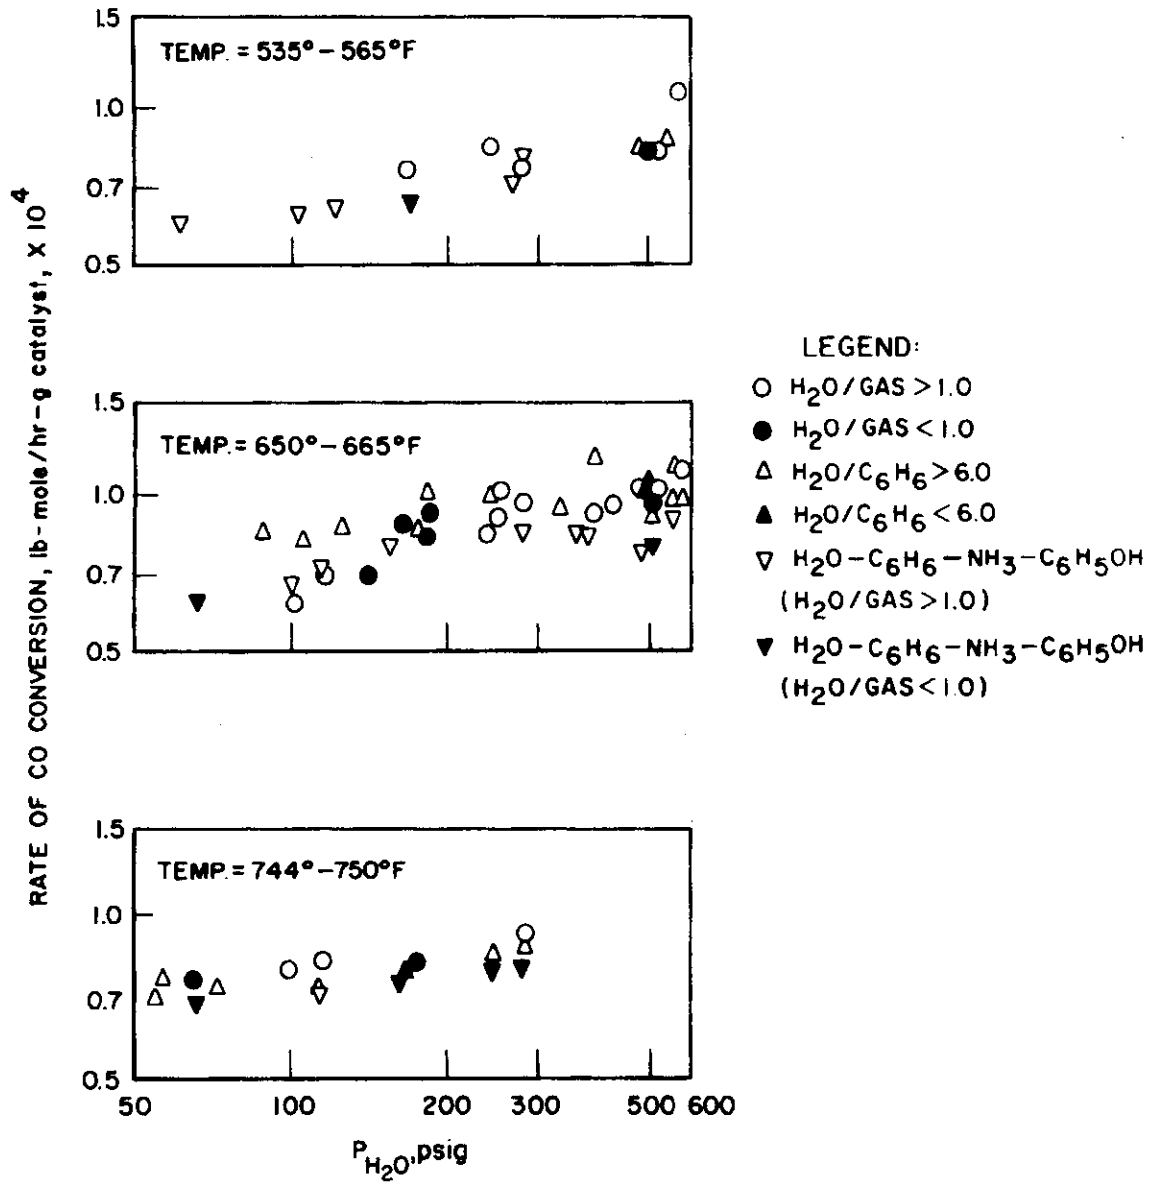 RATE OF CO CONVERSION, lb-mole/hr-g catalyst, X 10⁴
1.5
TEMP. = 535°-565°F
1.0
0.7
0.5
1.5
TEMP. = 650°-665°F
1.0
0.7
0.5
1.5
TEMP. = 744°-750°F
1.0
0.7
0.5
50 100 200 300 500 600
P_H₂O, psig
LEGEND:
H₂O/GAS > 1.0
H₂O/GAS < 1.0
H₂O/C₆H₆ > 6.0
H₂O/C₆H₆ < 6.0
H₂O-C₆H₆-NH₃-C₆H₅OH
(H₂O/GAS > 1.0)
H₂O-C₆H₆-NH₃-C₆H₅OH
(H₂O/GAS < 1.0)